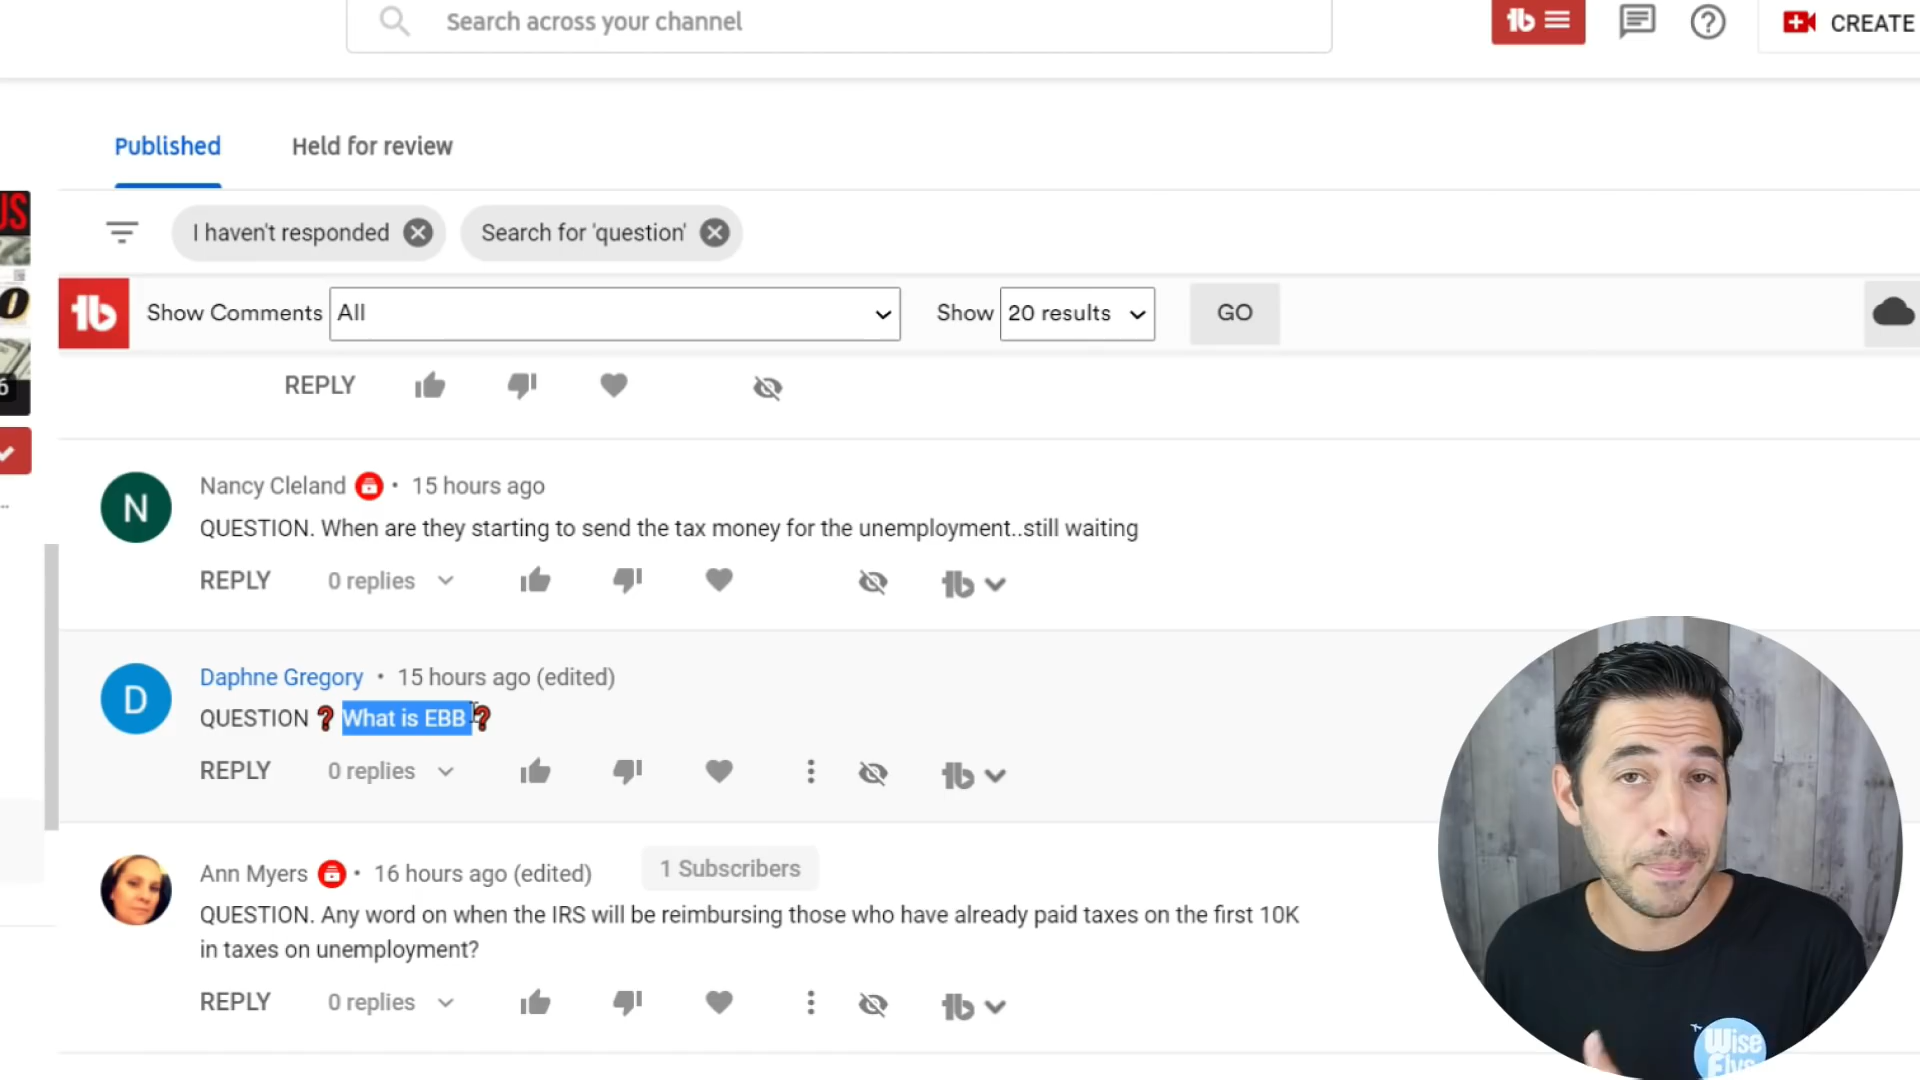 Search across your channel
CREATE
Published
Held for review
I haven't responded
Search for 'question'
Show Comments
All
Show
20 results
GO
REPLY
N
Nancy Cleland • 15 hours ago
QUESTION. When are they starting to send the tax money for the unemployment..still waiting
REPLY
0 replies
D
Daphne Gregory • 15 hours ago (edited)
QUESTION ❓ What is EBB ❓
REPLY
0 replies
Ann Myers • 16 hours ago (edited)
1 Subscribers
QUESTION. Any word on when the IRS will be reimbursing those who have already paid taxes on the first 10K
in taxes on unemployment?
REPLY
0 replies
Wise
Flys